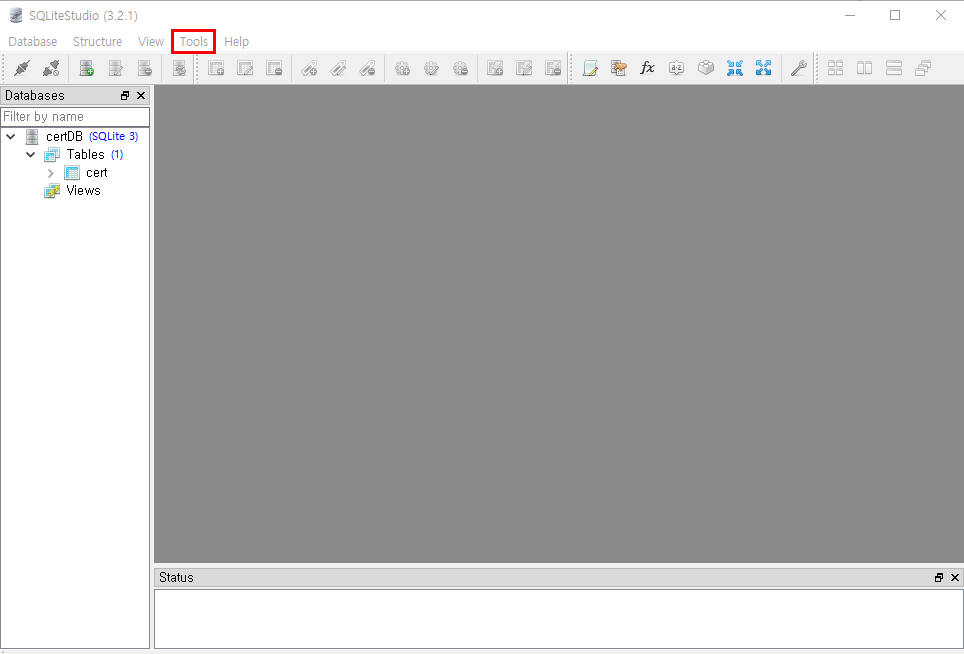 SQLiteStudio (3.2.1)
Database Structure View Tools Help
fx a-z
Databases
Filter by name
certDB (SQLite 3)
Tables (1)
cert
Views
Status